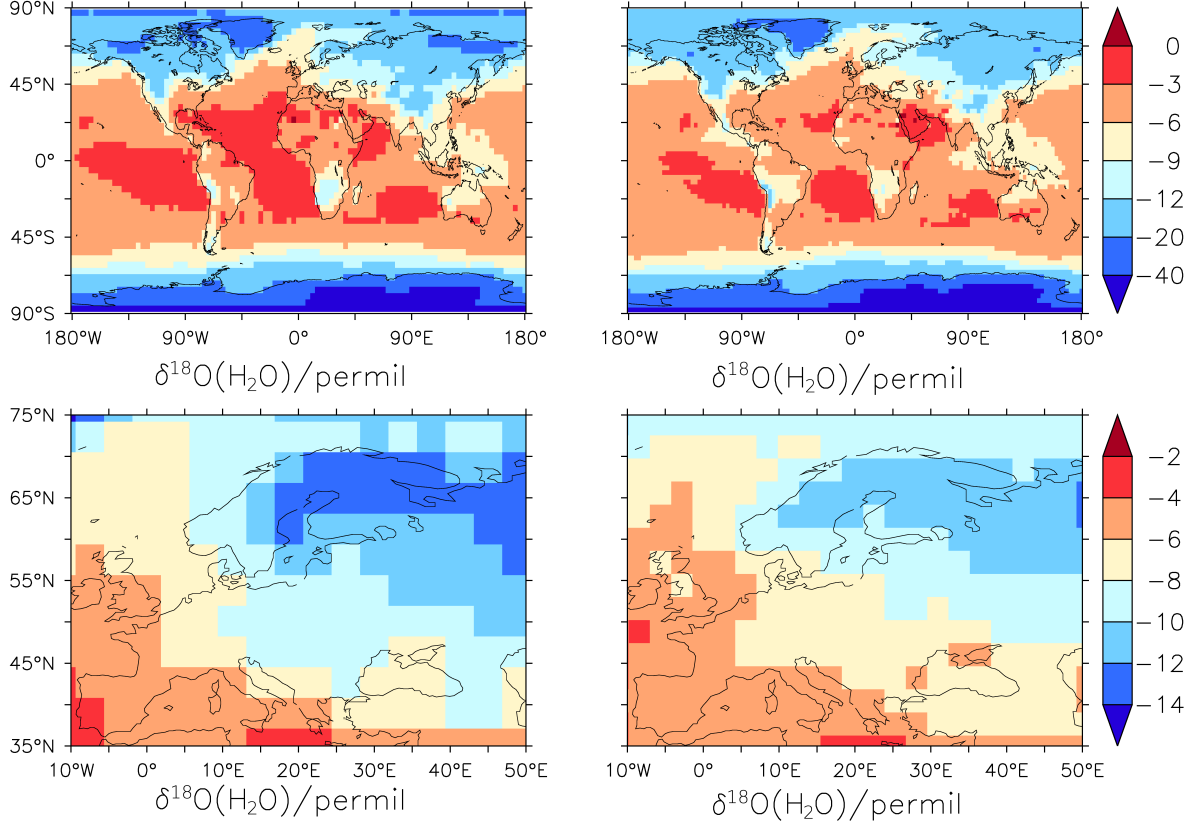 90°N
45°N
0°
45°S
90°S
180°W 90°W 0° 90°E 180°
δ¹⁸O(H₂O)/permil
180°W 90°W 0° 90°E 180°
δ¹⁸O(H₂O)/permil
0
−3
−6
−9
−12
−20
−40
75°N
65°N
55°N
45°N
35°N
10°W 0° 10°E 20°E 30°E 40°E 50°E
δ¹⁸O(H₂O)/permil
10°W 0° 10°E 20°E 30°E 40°E 50°E
δ¹⁸O(H₂O)/permil
−2
−4
−6
−8
−10
−12
−14